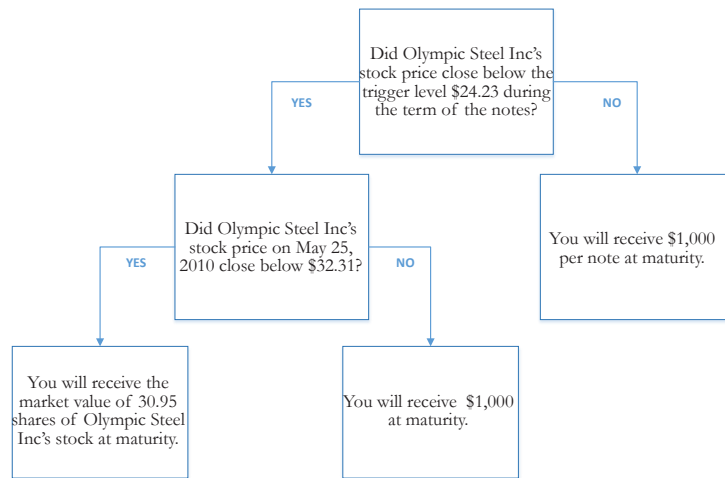 Did Olympic Steel Inc's
stock price close below the
trigger level $24.23 during
the term of the notes?
YES
NO
Did Olympic Steel Inc's
stock price on May 25,
2010 close below $32.31?
You will receive $1,000
per note at maturity.
YES
NO
You will receive the
market value of 30.95
shares of Olympic Steel
Inc's stock at maturity.
You will receive $1,000
at maturity.